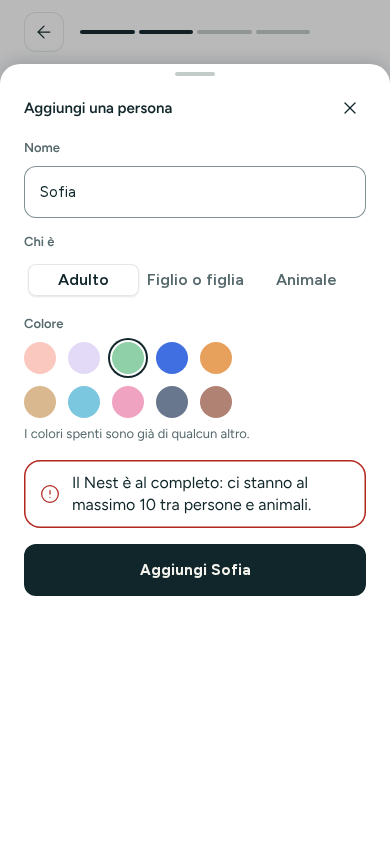 Aggiungi una persona
Nome
Sofia
Chi è
Adulto Figlio o figlia Animale
Colore
I colori spenti sono già di qualcun altro.
Il Nest è al completo: ci stanno al
massimo 10 tra persone e animali.
Aggiungi Sofia